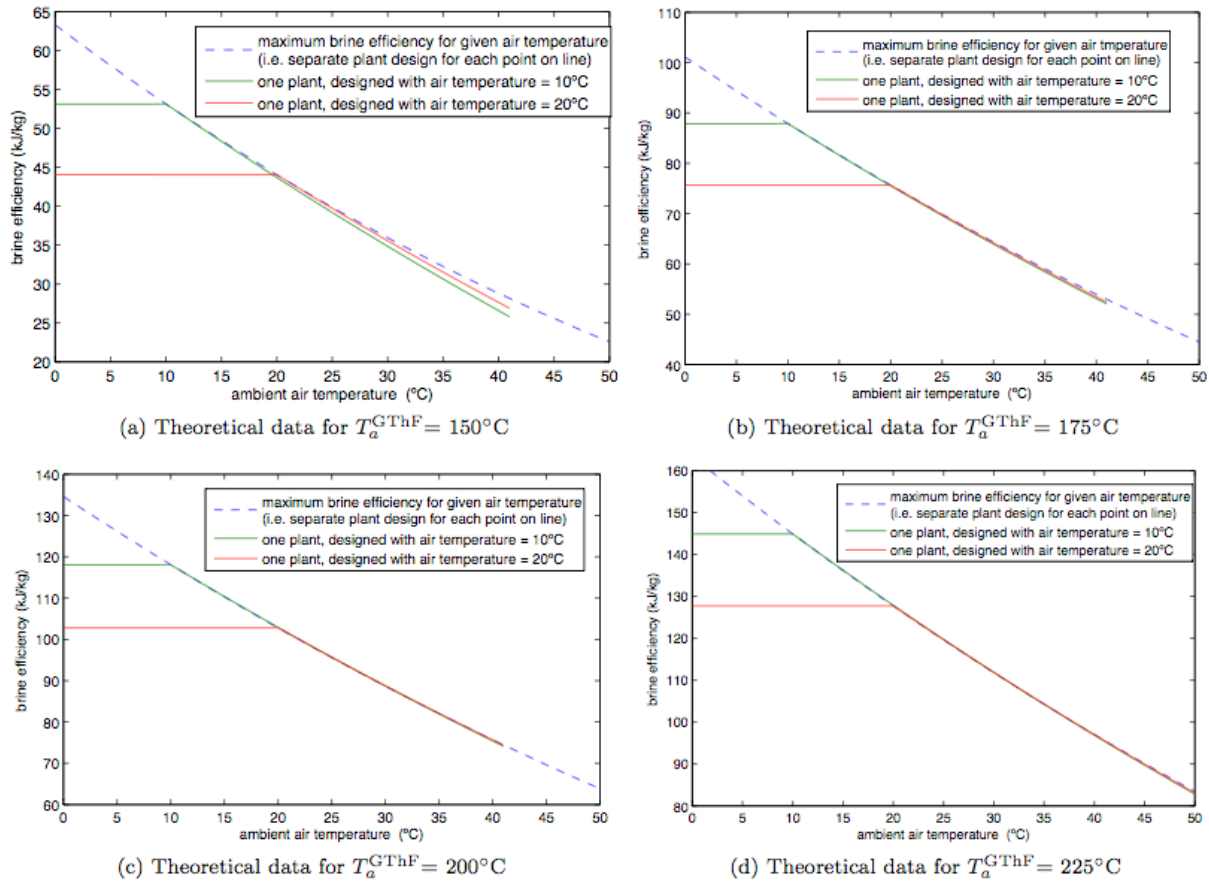 65
60
55
50
45
40
35
30
25
20
brine efficiency (kJ/kg)
maximum brine efficiency for given air temperature
(i.e. separate plant design for each point on line)
one plant, designed with air temperature = 10ºC
one plant, designed with air temperature = 20ºC
0 5 10 15 20 25 30 35 40 45 50
ambient air temperature (ºC)
(a) Theoretical data for T_a^GThF = 150°C
110
100
90
80
70
60
50
40
brine efficiency (kJ/kg)
maximum brine efficiency for given air tmperature
(i.e. separate plant design for each point on line)
one plant, designed with air temperature = 10ºC
one plant, designed with air temperature = 20ºC
0 5 10 15 20 25 30 35 40 45 50
ambient air temperature (ºC)
(b) Theoretical data for T_a^GThF = 175°C
140
130
120
110
100
90
80
70
60
brine efficiency (kJ/kg)
maximum brine efficiency for given air temperature
(i.e. separate plant design for each point on line)
one plant, designed with air temperature = 10ºC
one plant, designed with air temperature = 20ºC
0 5 10 15 20 25 30 35 40 45 50
ambient air temperature (ºC)
(c) Theoretical data for T_a^GThF = 200°C
160
150
140
130
120
110
100
90
80
brine efficiency (kJ/kg)
maximum brine efficiency for given air temperature
(i.e. separate plant design for each point on line)
one plant, designed with air temperature = 10ºC
one plant, designed with air temperature = 20ºC
0 5 10 15 20 25 30 35 40 45 50
ambient air temperature (ºC)
(d) Theoretical data for T_a^GThF = 225°C